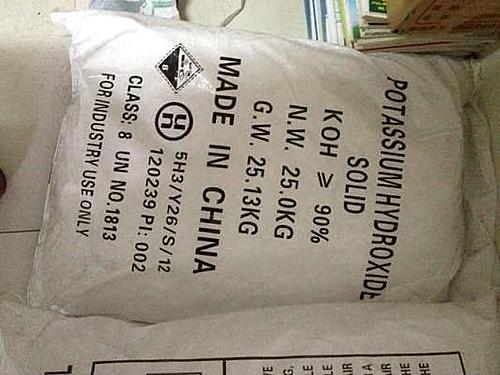 POTASSIUM HYDROXIDE
SOLID
KOH ≥ 90%
N.W. 25.0KG
G.W. 25.13KG
MADE IN CHINA
8
H
5H3/Y26/S/12
120239 PI: 002
CLASS: 8 UN NO.1813
FOR INDUSTRY USE ONLY